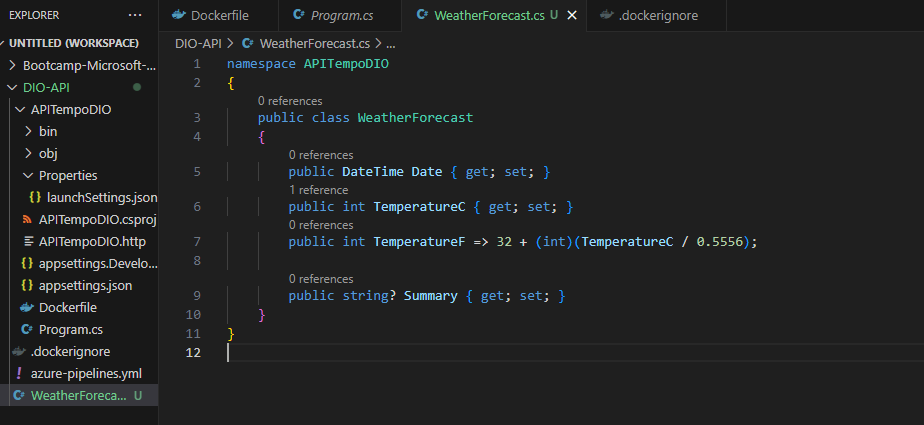 EXPLORER ...
UNTITLED (WORKSPACE)
Bootcamp-Microsoft-...
DIO-API
APITempoDIO
bin
obj
Properties
{} launchSettings.json
APITempoDIO.csproj
APITempoDIO.http
{} appsettings.Develo...
{} appsettings.json
Dockerfile
C# Program.cs
.dockerignore
! azure-pipelines.yml
C# WeatherForeca... U
Dockerfile
C# Program.cs
C# WeatherForecast.cs U
.dockerignore
DIO-API > C# WeatherForecast.cs > ...
1 namespace APITempoDIO
2 {
0 references
3 public class WeatherForecast
4 {
0 references
5 public DateTime Date { get; set; }
1 reference
6 public int TemperatureC { get; set; }
0 references
7 public int TemperatureF => 32 + (int)(TemperatureC / 0.5556);
8
0 references
9 public string? Summary { get; set; }
10 }
11 }
12